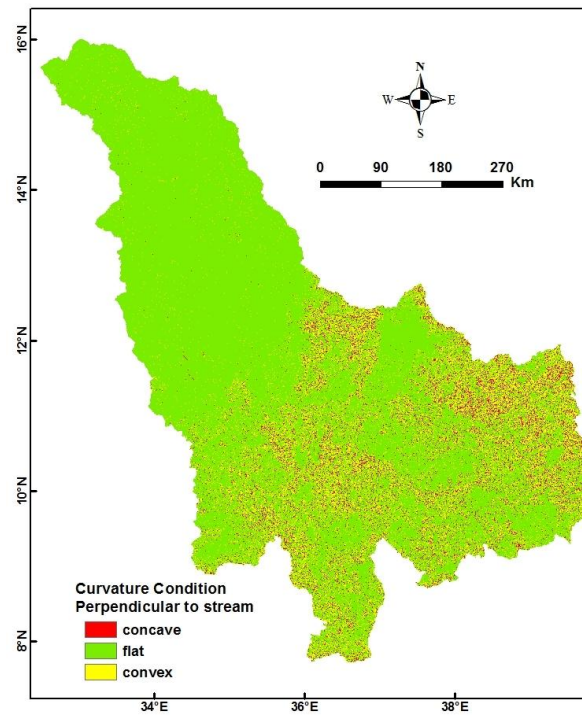 16°N
14°N
12°N
10°N
8°N
N
W E
S
0 90 180 270
Km
Curvature Condition
Perpendicular to stream
concave
flat
convex
34°E 36°E 38°E